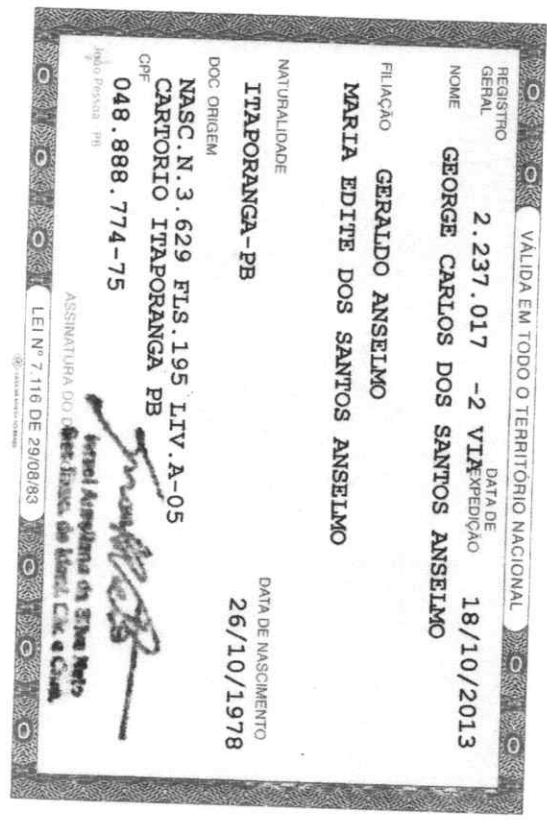 VÁLIDA EM TODO O TERRITÓRIO NACIONAL
REGISTRO GERAL 2.237.017 -2 VIA DATA DE EXPEDIÇÃO 18/10/2013
NOME GEORGE CARLOS DOS SANTOS ANSELMO
FILIAÇÃO GERALDO ANSELMO
MARIA EDITE DOS SANTOS ANSELMO
NATURALIDADE DATA DE NASCIMENTO
ITAPORANGA-PB 26/10/1978
DOC ORIGEM
NASC.N.3.629 FLS.195 LIV.A-05
CARTORIO ITAPORANGA PB
CPF
048.888.774-75
João Pessoa - PB
ASSINATURA DO
LEI Nº 7.116 DE 29/08/83